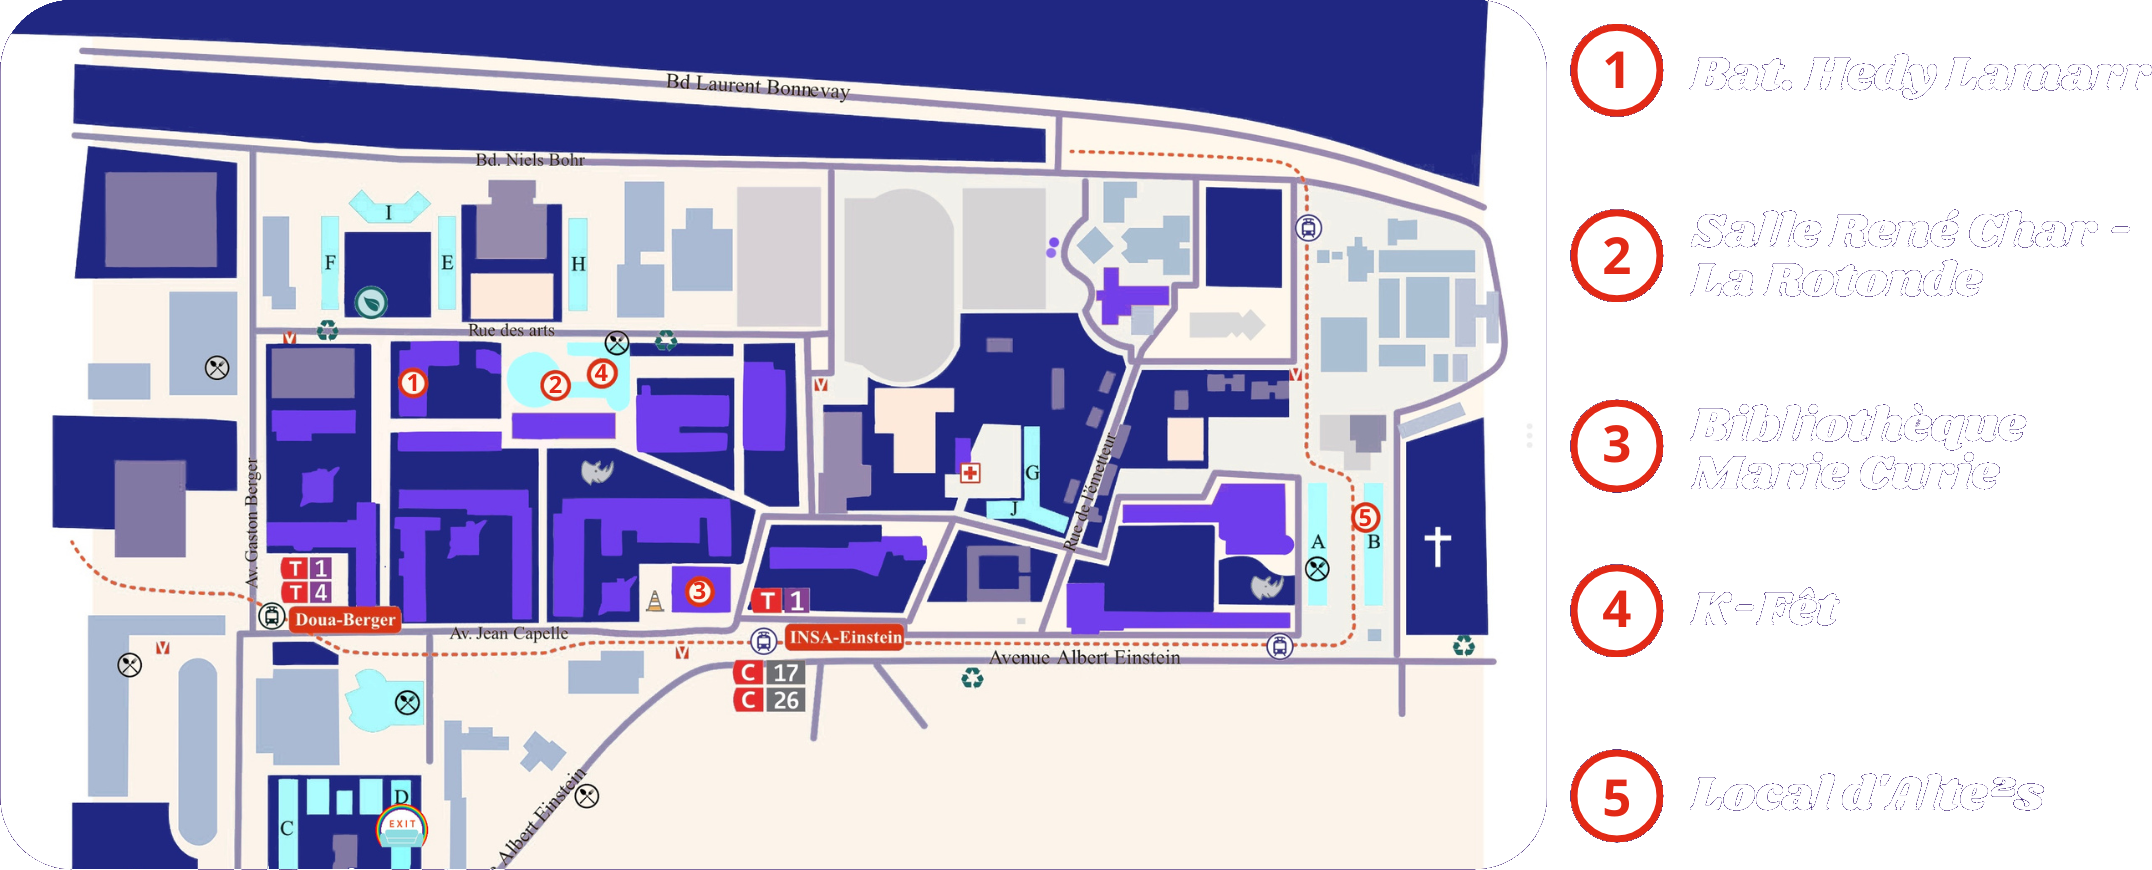 Bd Laurent Bonnevay
Bd. Niels Bohr
I
F
E
H
Rue des arts
1
2
4
Av. Gaston Berger
G
J
Rue de l'émetteur
5
A
B
T 1
T 4
3
T 1
Doua-Berger
Av. Jean Capelle
INSA-Einstein
Avenue Albert Einstein
C 17
C 26
Albert Einstein
D
C
EXIT
1 Bat. Hedy Lamarr
2 Salle René Char -
La Rotonde
3 Bibliothèque
Marie Curie
4 K-Fêt
5 Local d'Alte²s